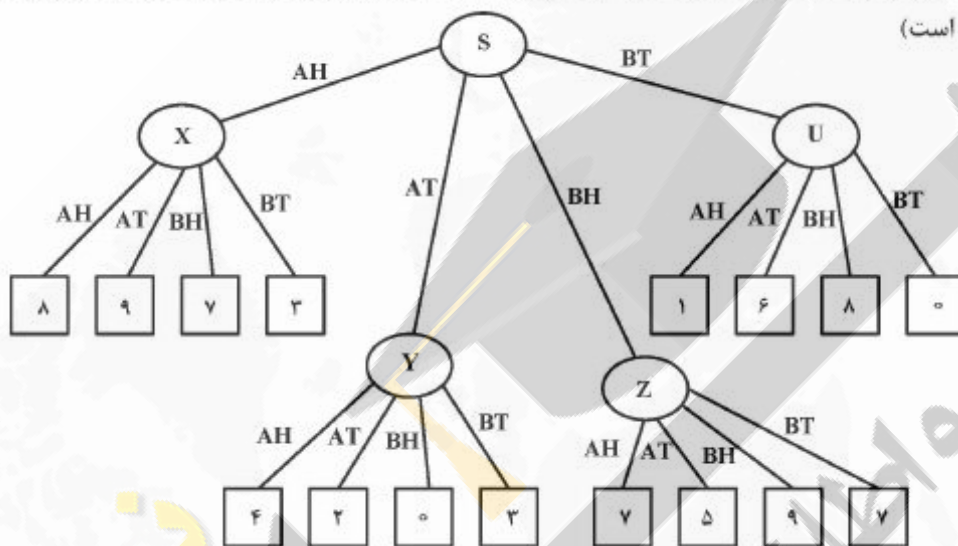 است)
S
AH
BT
X
U
AT
BH
AH AT BH BT
AH AT BH BT
۸ ۹ ۷ ۳
۱ ۶ ۸ ۰
Y
Z
AH AT BH BT
AH AT BH BT
۴ ۲ ۰ ۳
۷ ۵ ۹ ۷